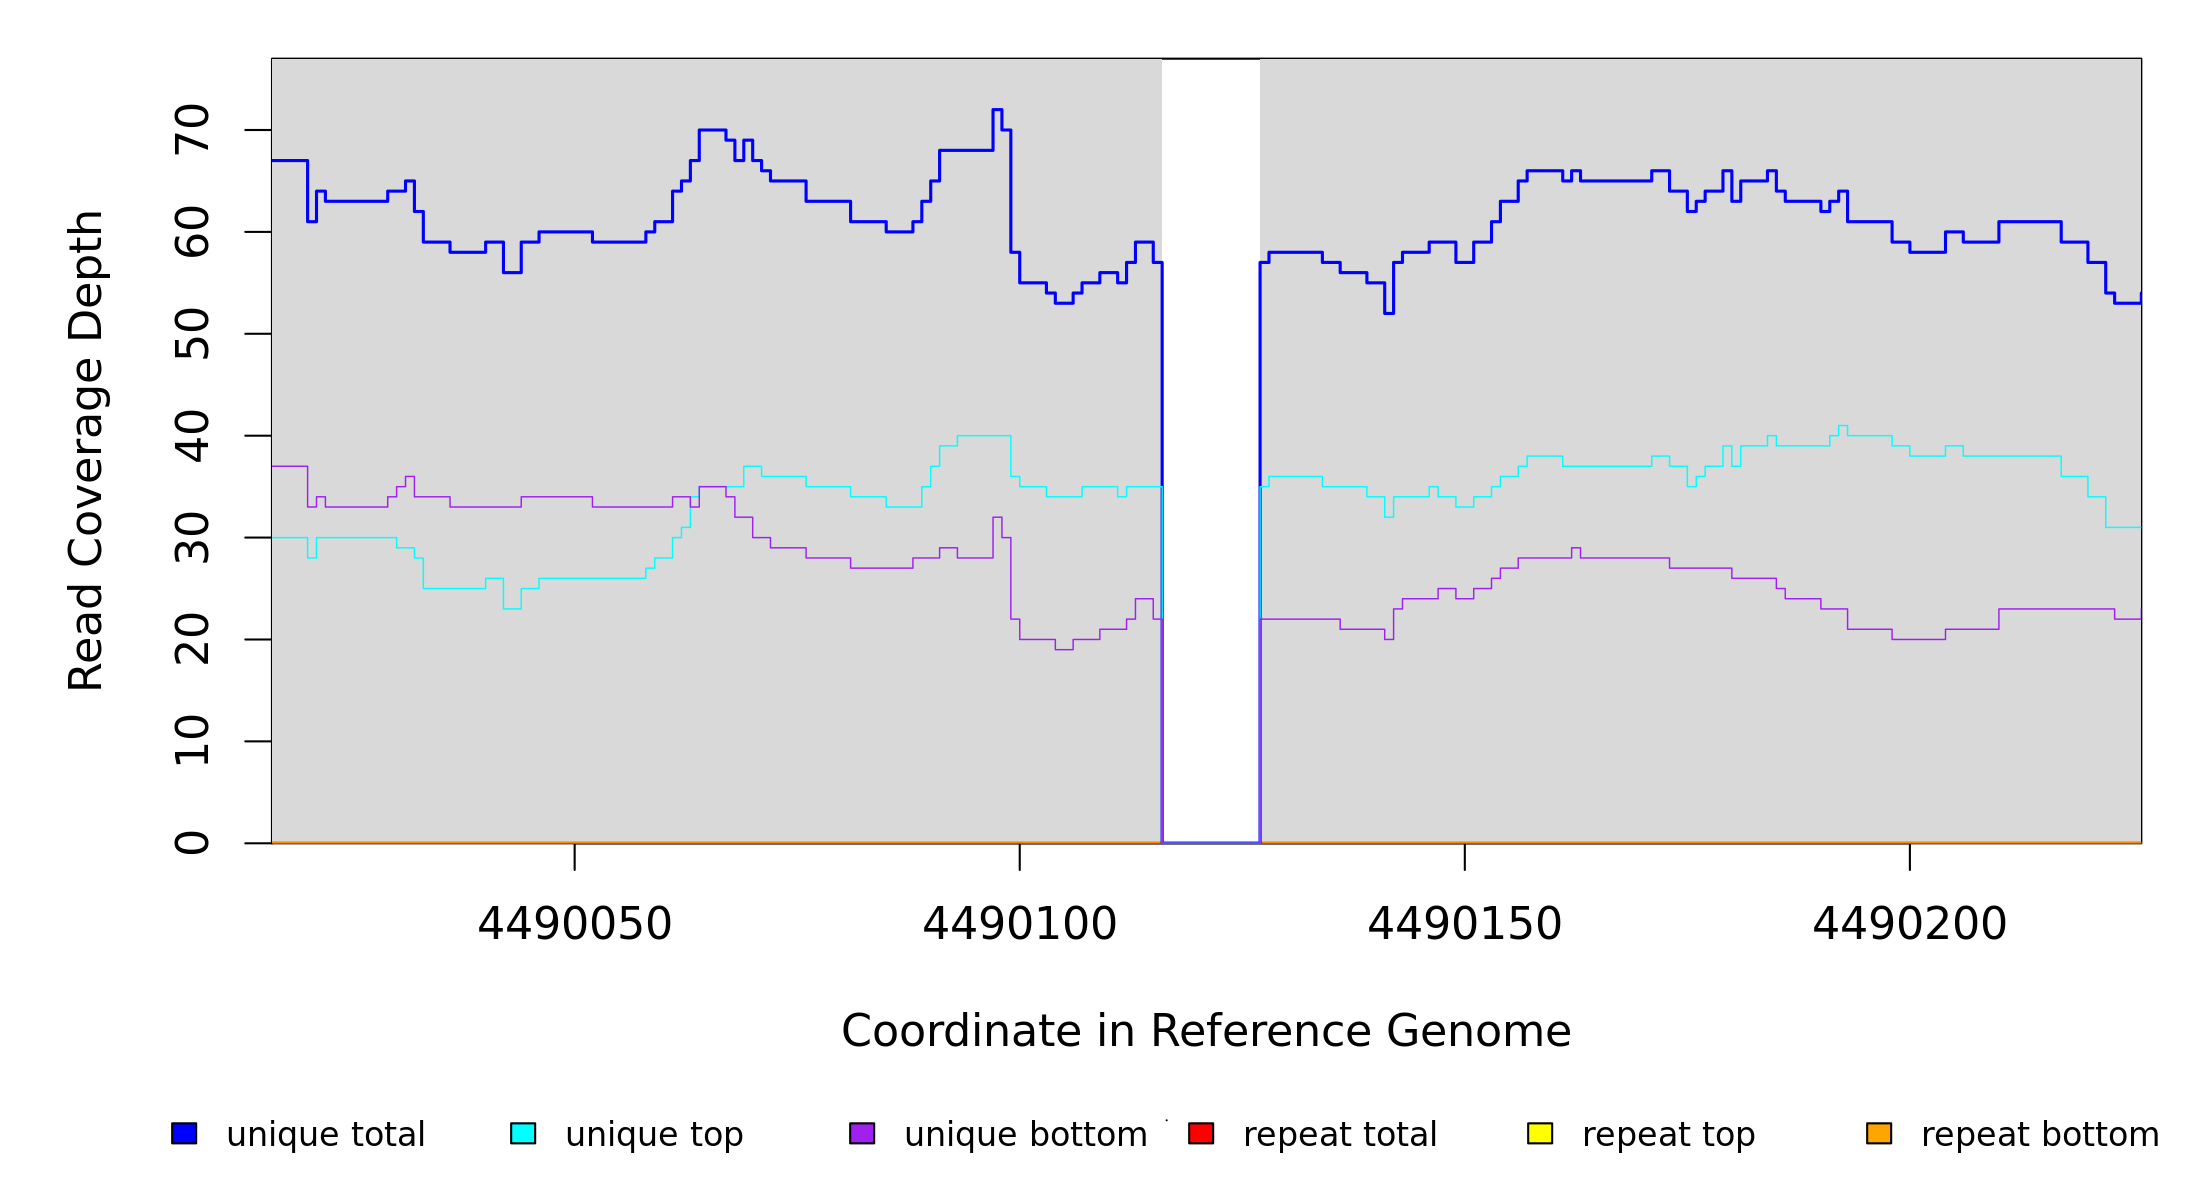 Read Coverage Depth
70
60
50
40
30
20
10
0
4490050 4490100 4490150 4490200
Coordinate in Reference Genome
unique total unique top unique bottom repeat total repeat top repeat bottom